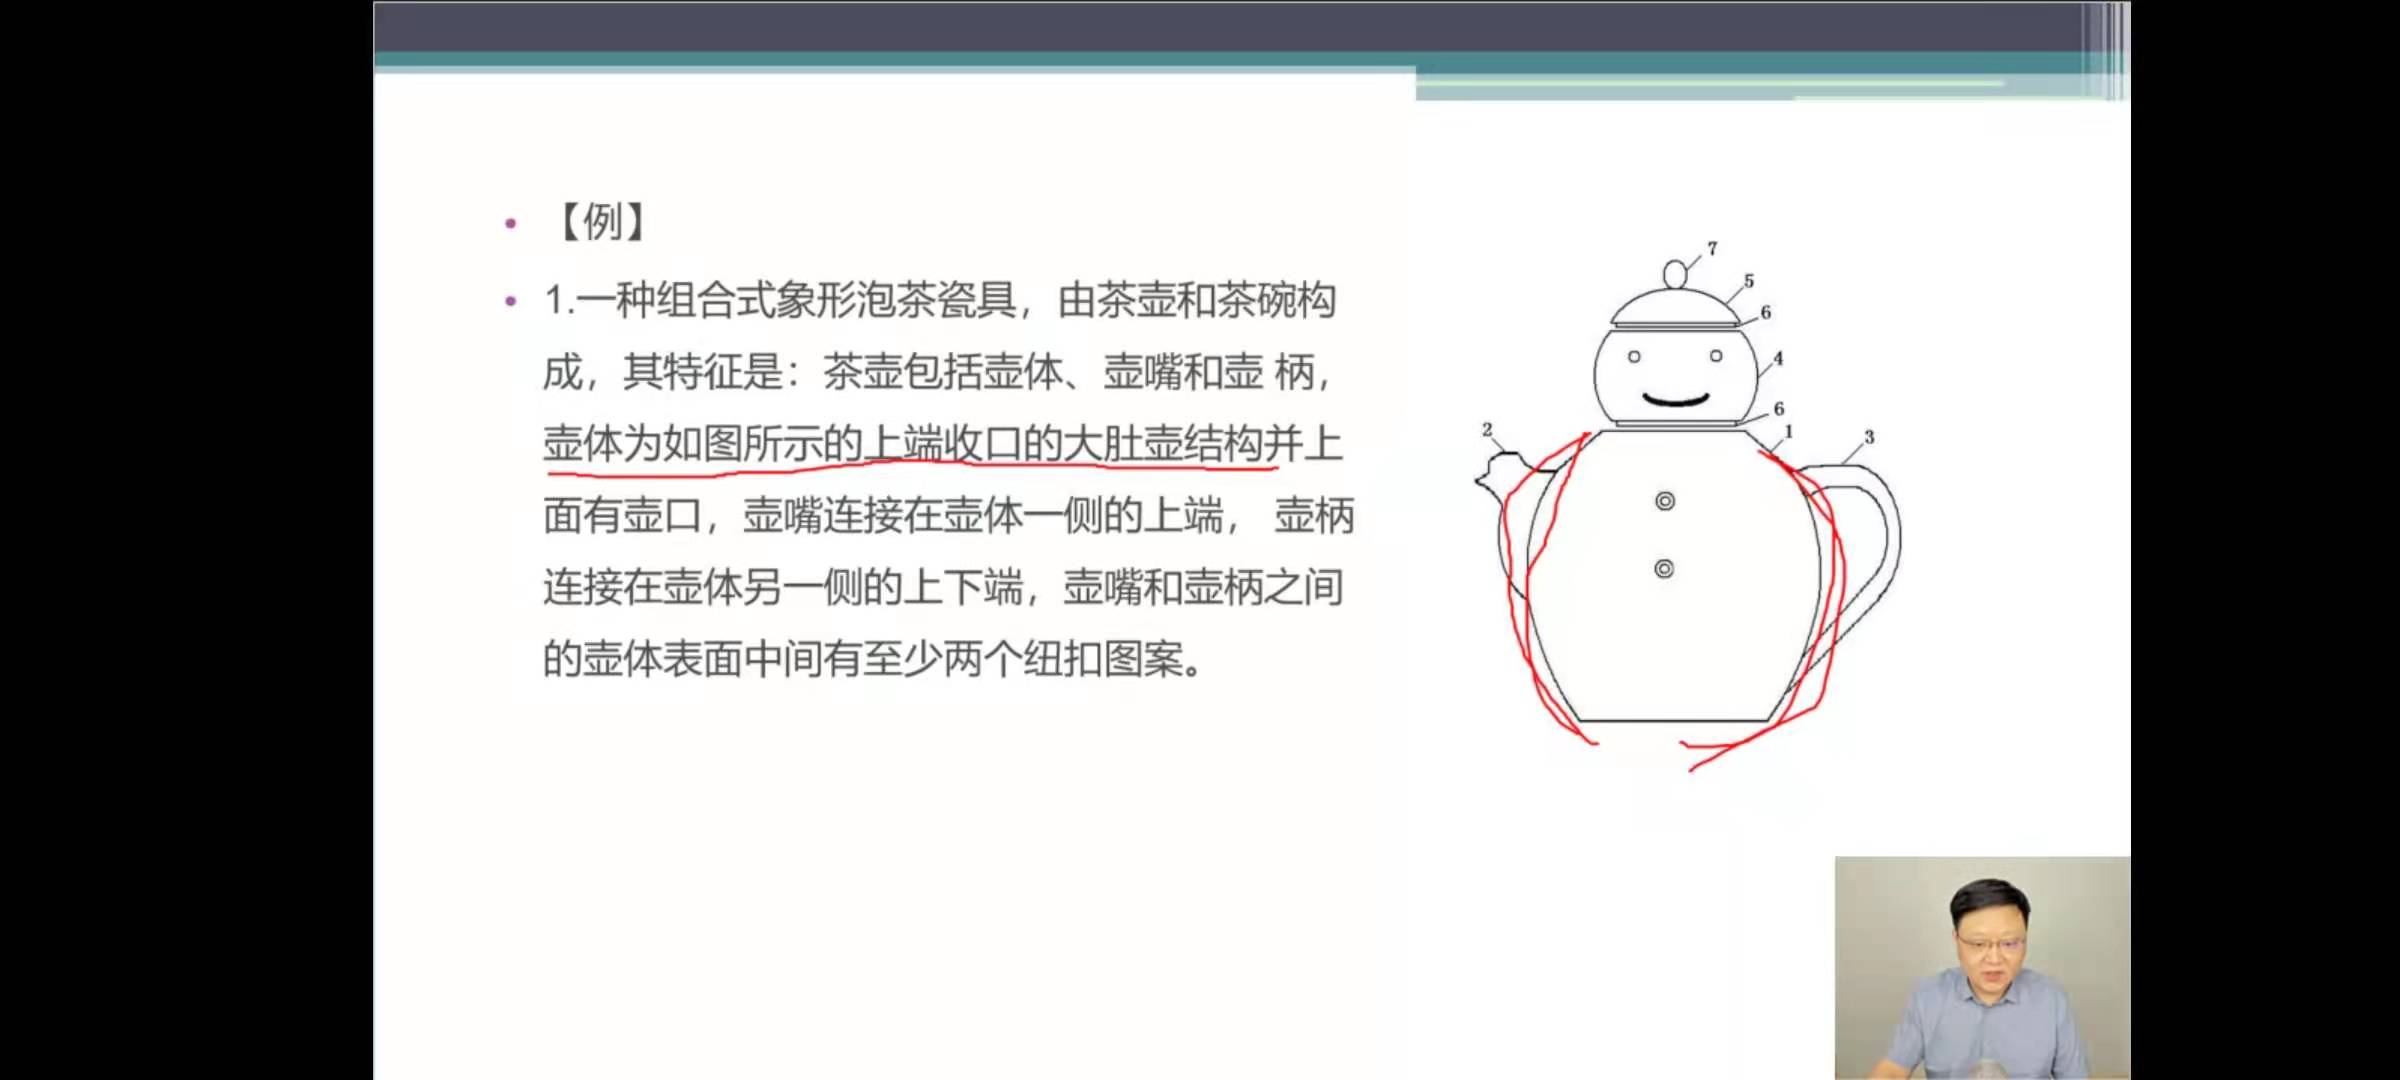 【例】
1.一种组合式象形泡茶瓷具，由茶壶和茶碗构
成，其特征是：茶壶包括壶体、壶嘴和壶 柄，
壶体为如图所示的上端收口的大肚壶结构并上
面有壶口，壶嘴连接在壶体一侧的上端， 壶柄
连接在壶体另一侧的上下端，壶嘴和壶柄之间
的壶体表面中间有至少两个纽扣图案。
7
5
6
4
6
2
1
3